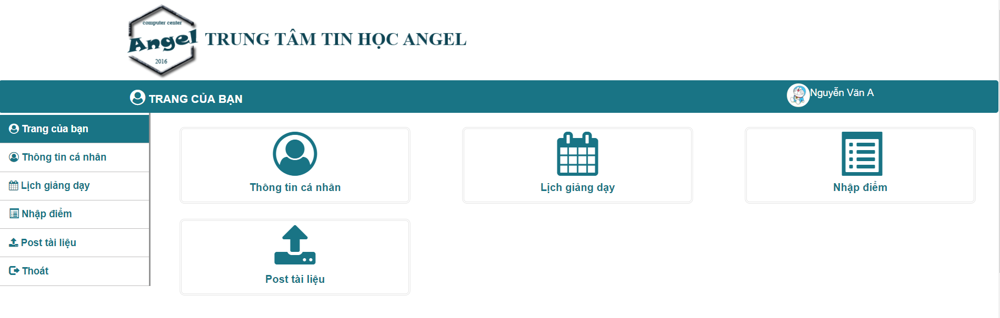 computer center
Angel
2016
TRUNG TÂM TIN HỌC ANGEL
TRANG CỦA BẠN
Nguyễn Văn A
Trang của bạn
Thông tin cá nhân
Lịch giảng dạy
Nhập điểm
Post tài liệu
Thoát
Thông tin cá nhân
Lịch giảng dạy
Nhập điểm
Post tài liệu